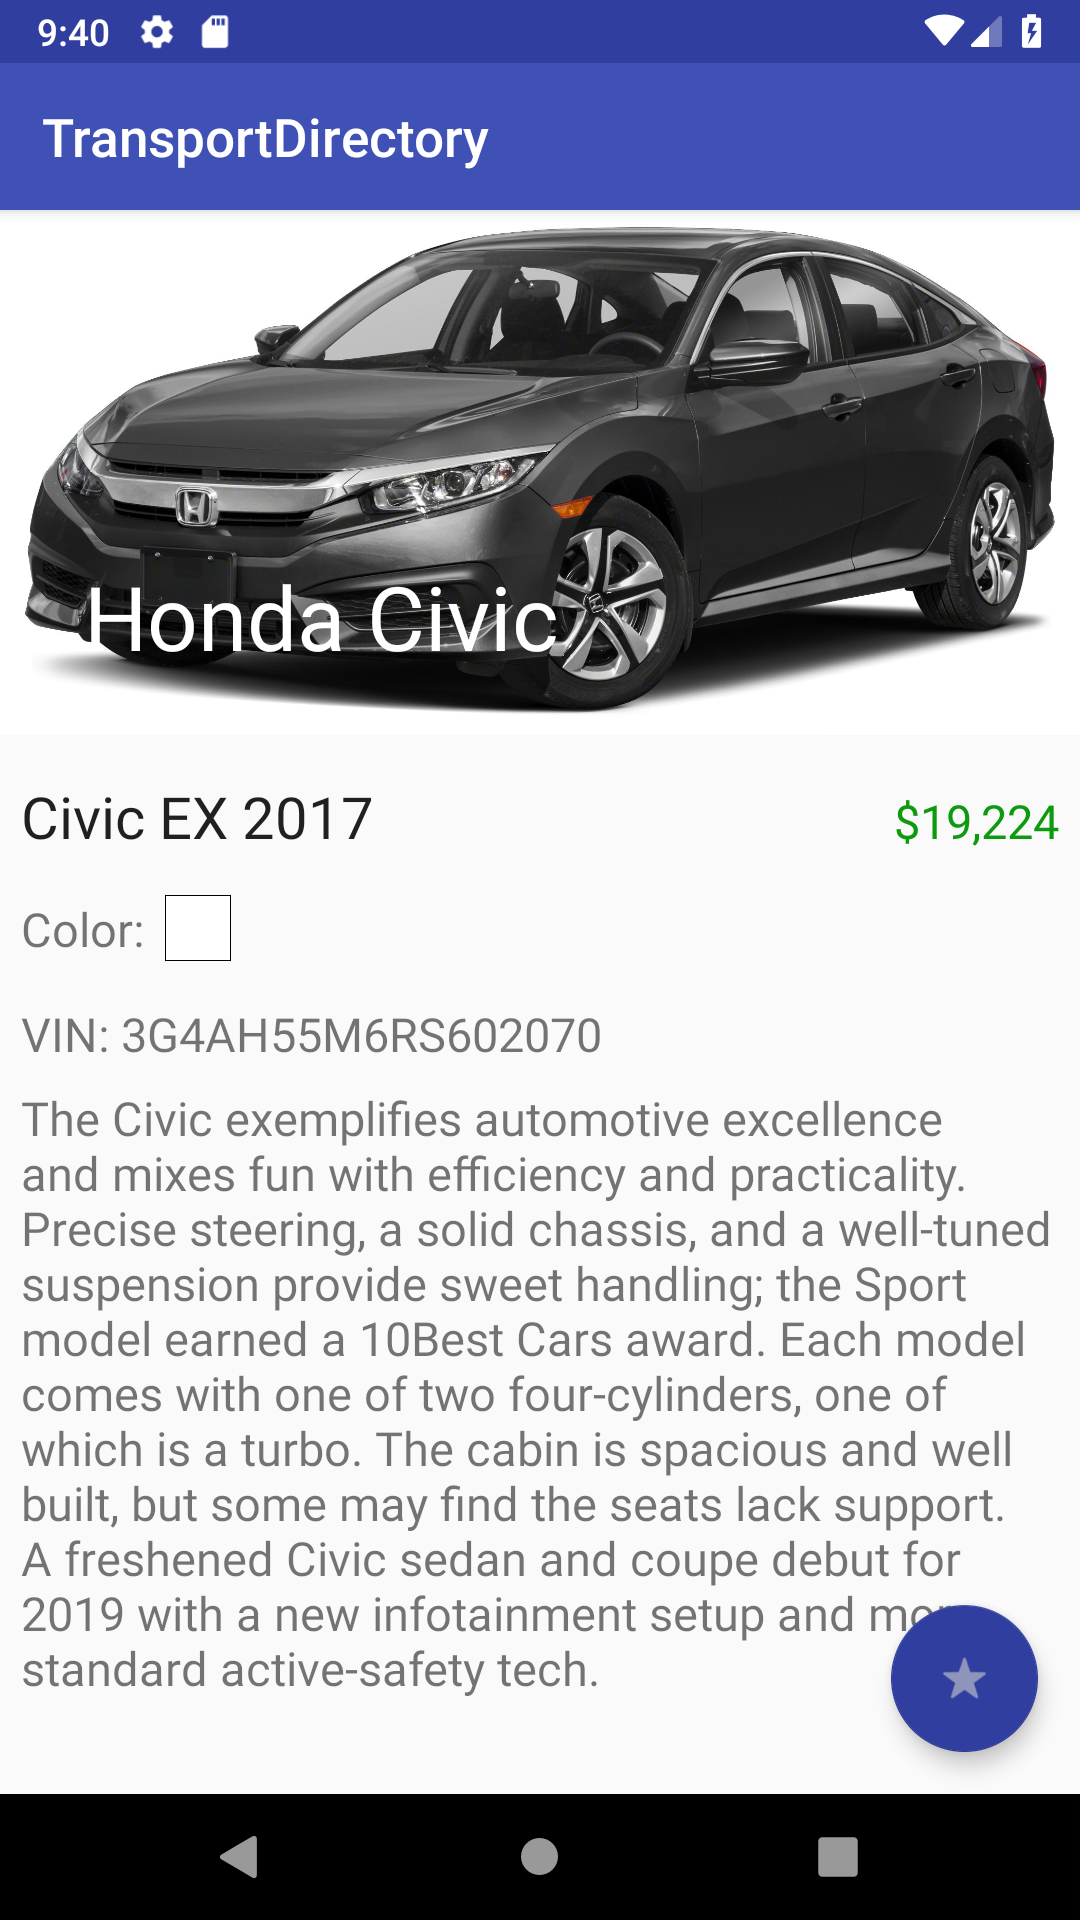 9:40
TransportDirectory
Honda Civic
Civic EX 2017
$19,224
Color:
VIN: 3G4AH55M6RS602070
The Civic exemplifies automotive excellence
and mixes fun with efficiency and practicality.
Precise steering, a solid chassis, and a well-tuned
suspension provide sweet handling; the Sport
model earned a 10Best Cars award. Each model
comes with one of two four-cylinders, one of
which is a turbo. The cabin is spacious and well
built, but some may find the seats lack support.
A freshened Civic sedan and coupe debut for
2019 with a new infotainment setup and more
standard active-safety tech.